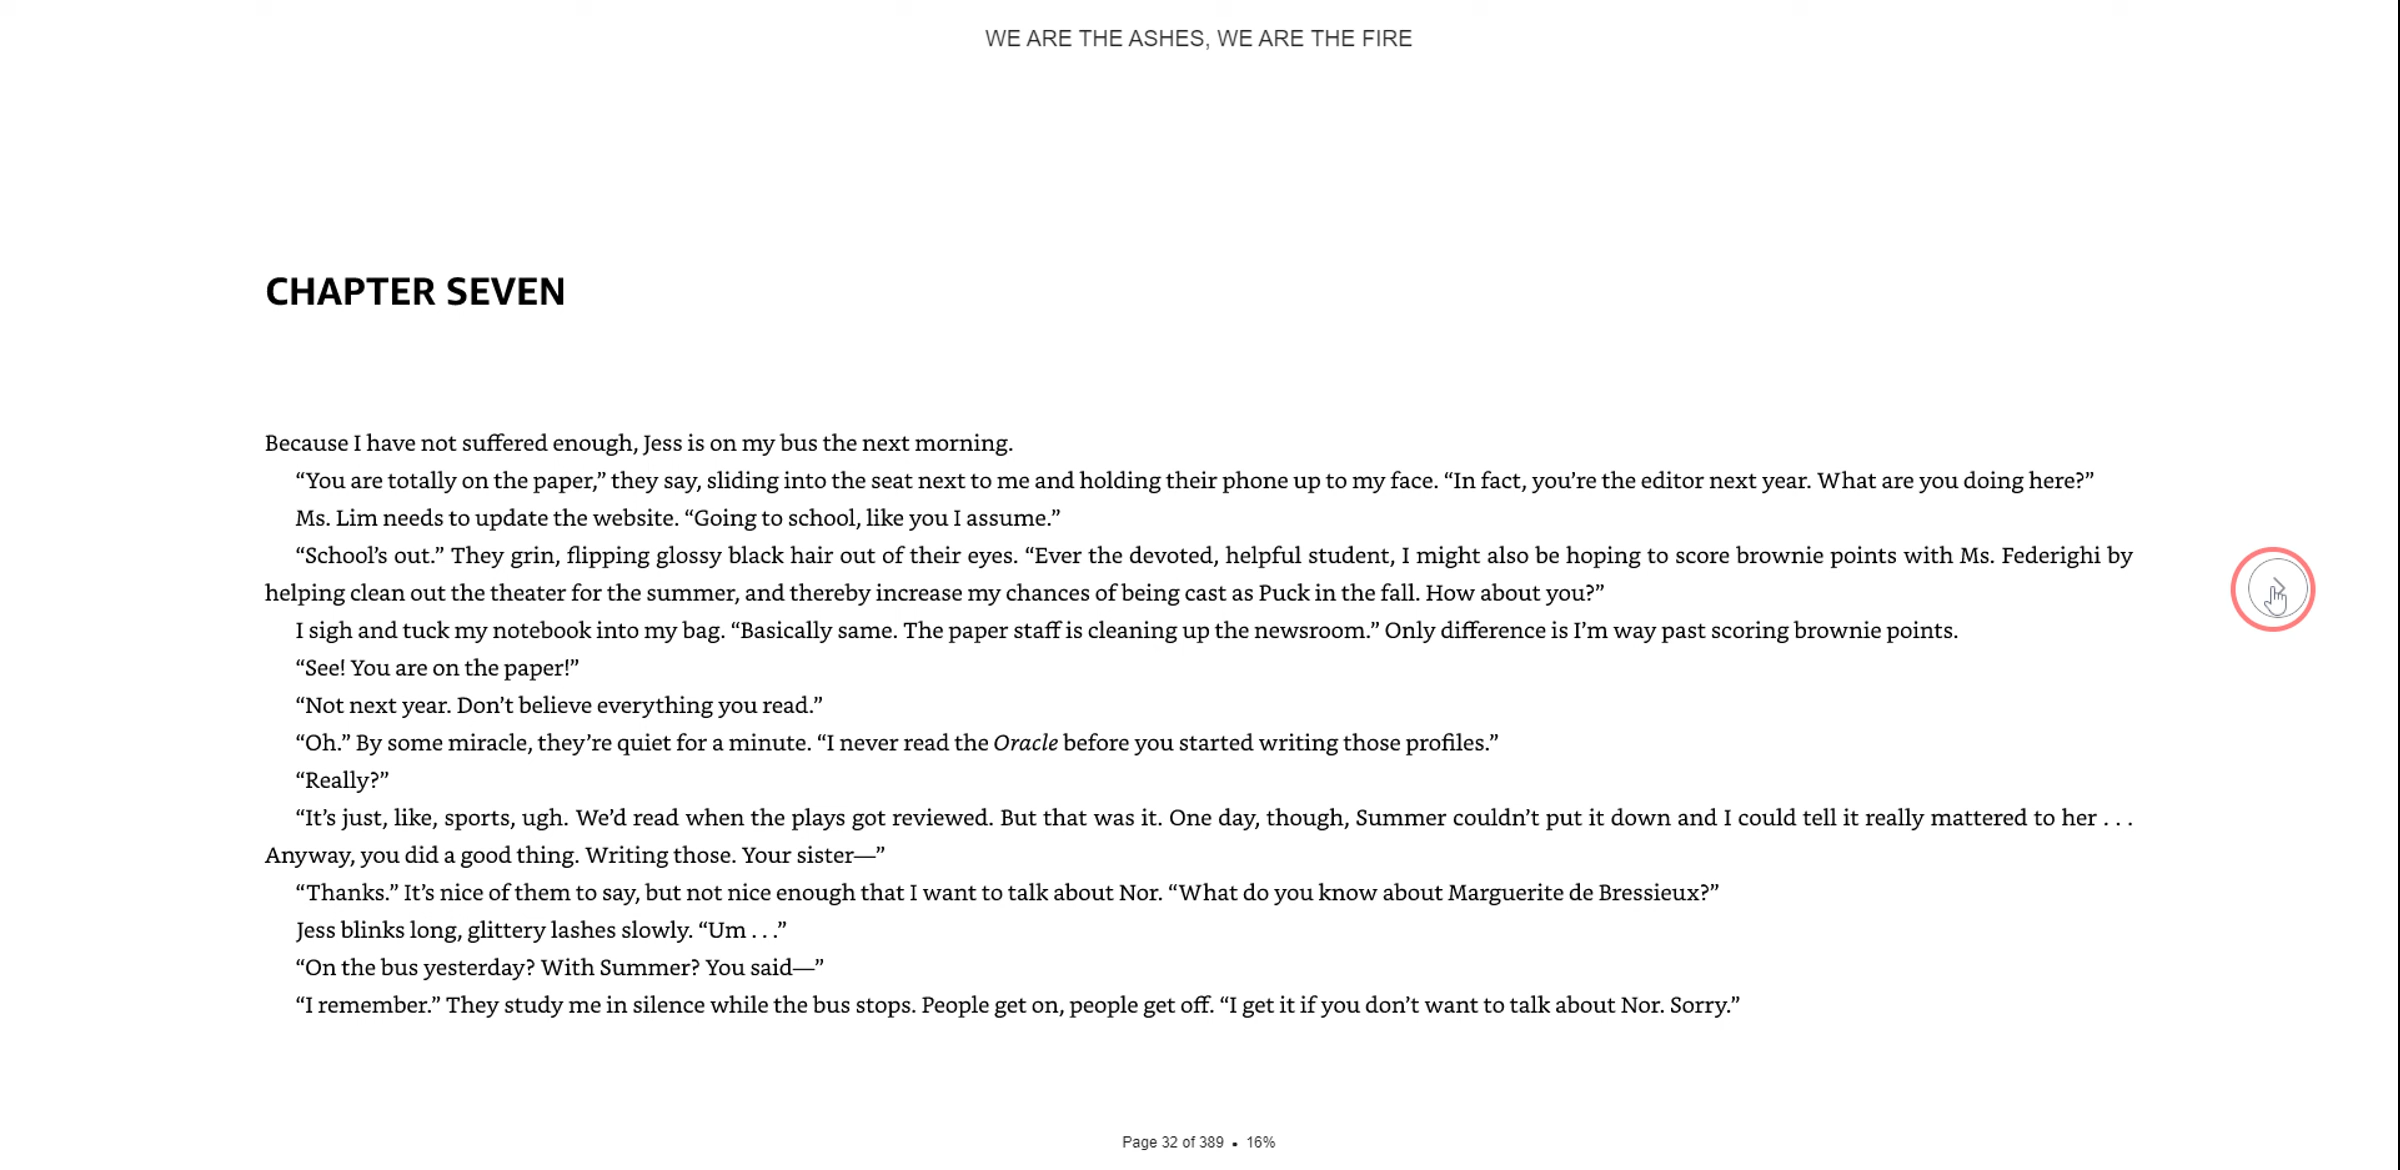 WE ARE THE ASHES, WE ARE THE FIRE
CHAPTER SEVEN
Because I have not suffered enough, Jess is on my bus the next morning.
“You are totally on the paper,” they say, sliding into the seat next to me and holding their phone up to my face. “In fact, you’re the editor next year. What are you doing here?”
Ms. Lim needs to update the website. “Going to school, like you I assume.”
“School’s out.” They grin, flipping glossy black hair out of their eyes. “Ever the devoted, helpful student, I might also be hoping to score brownie points with Ms. Federighi by
helping clean out the theater for the summer, and thereby increase my chances of being cast as Puck in the fall. How about you?”
I sigh and tuck my notebook into my bag. “Basically same. The paper staff is cleaning up the newsroom.” Only difference is I’m way past scoring brownie points.
“See! You are on the paper!”
“Not next year. Don’t believe everything you read.”
“Oh.” By some miracle, they’re quiet for a minute. “I never read the Oracle before you started writing those profiles.”
“Really?”
“It’s just, like, sports, ugh. We’d read when the plays got reviewed. But that was it. One day, though, Summer couldn’t put it down and I could tell it really mattered to her . . .
Anyway, you did a good thing. Writing those. Your sister—”
“Thanks.” It’s nice of them to say, but not nice enough that I want to talk about Nor. “What do you know about Marguerite de Bressieux?”
Jess blinks long, glittery lashes slowly. “Um . . .”
“On the bus yesterday? With Summer? You said—”
“I remember.” They study me in silence while the bus stops. People get on, people get off. “I get it if you don’t want to talk about Nor. Sorry.”
Page 32 of 389 • 16%